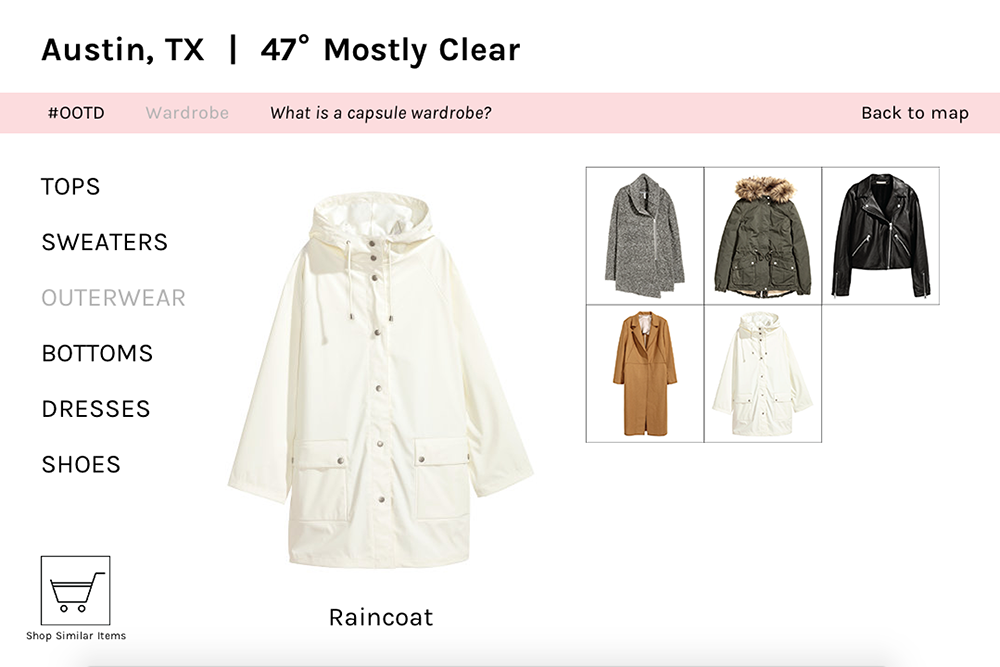 Austin, TX | 47° Mostly Clear
#OOTD Wardrobe What is a capsule wardrobe? Back to map
TOPS
SWEATERS
OUTERWEAR
BOTTOMS
DRESSES
SHOES
Shop Similar Items
Raincoat